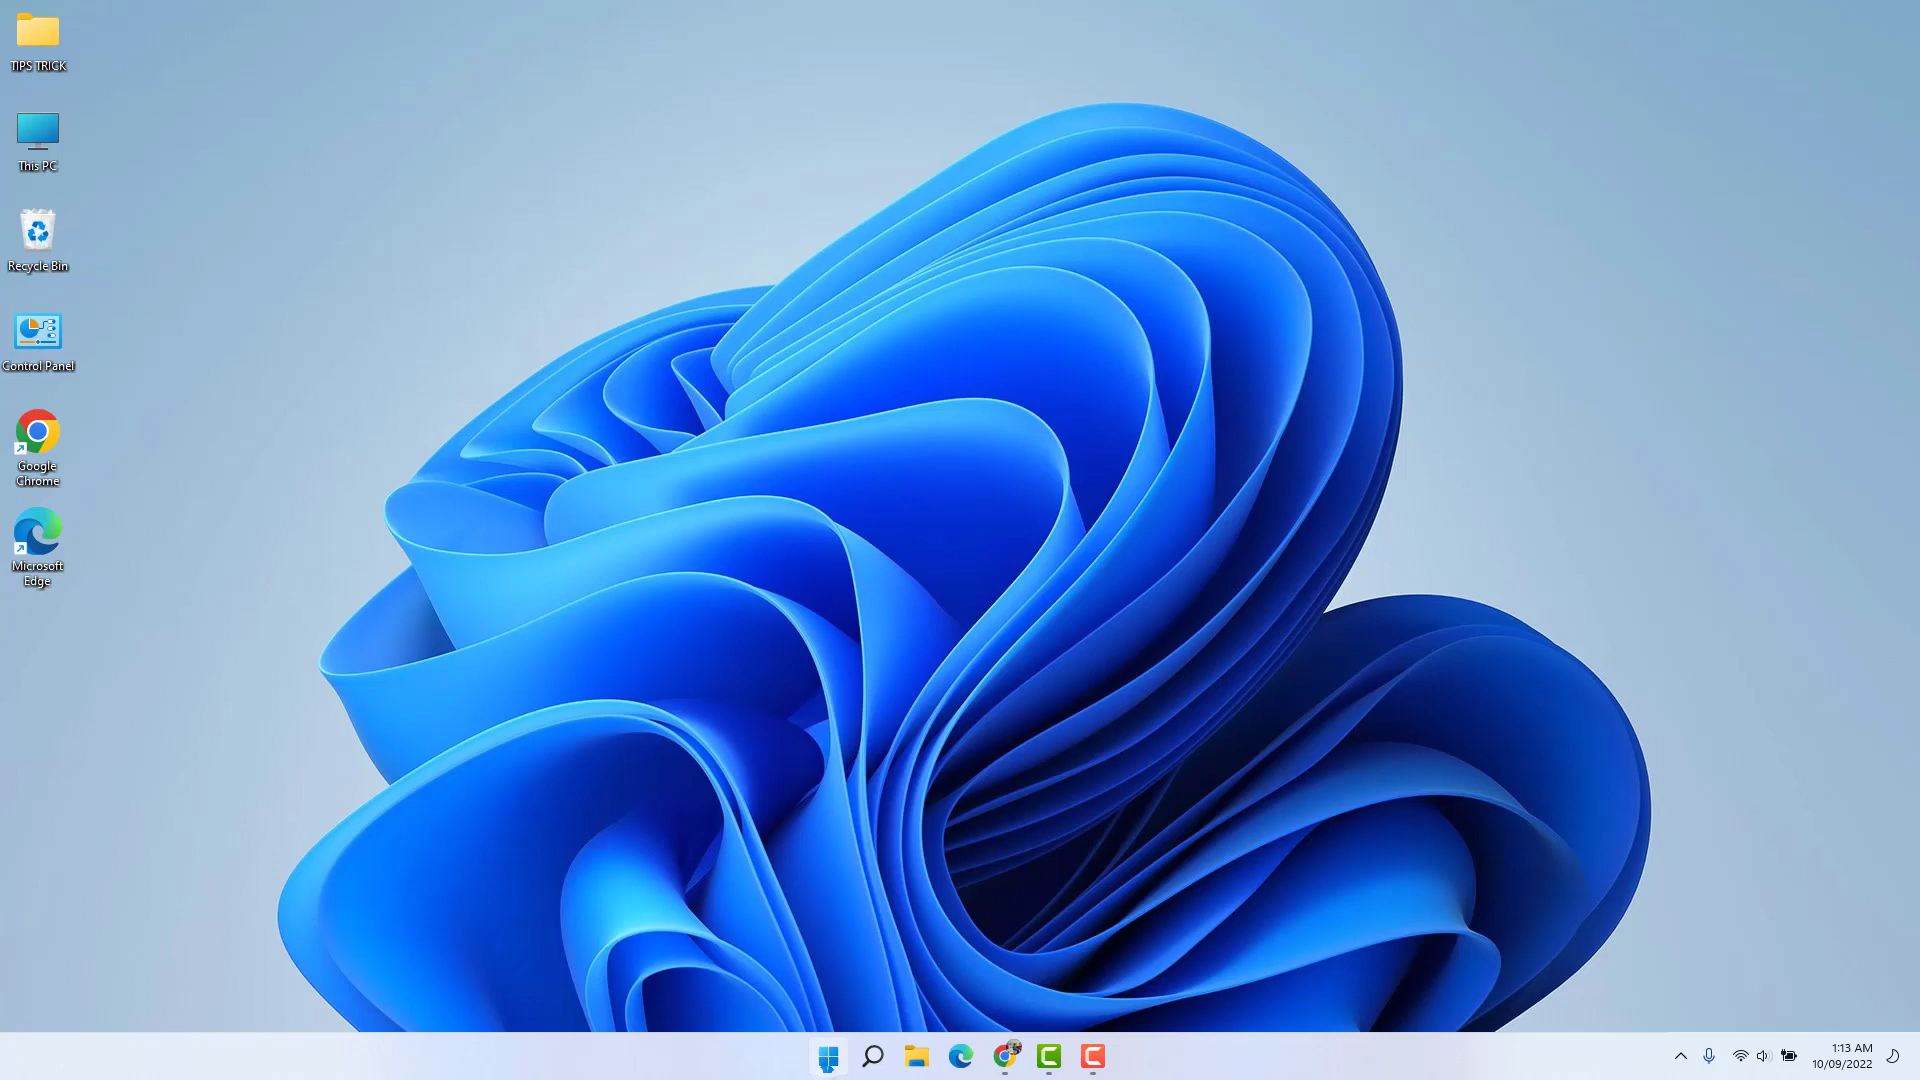 TIPS TRICK
This PC
Recycle Bin
Control Panel
Google
Chrome
Microsoft
Edge
1:13 AM
10/09/2022